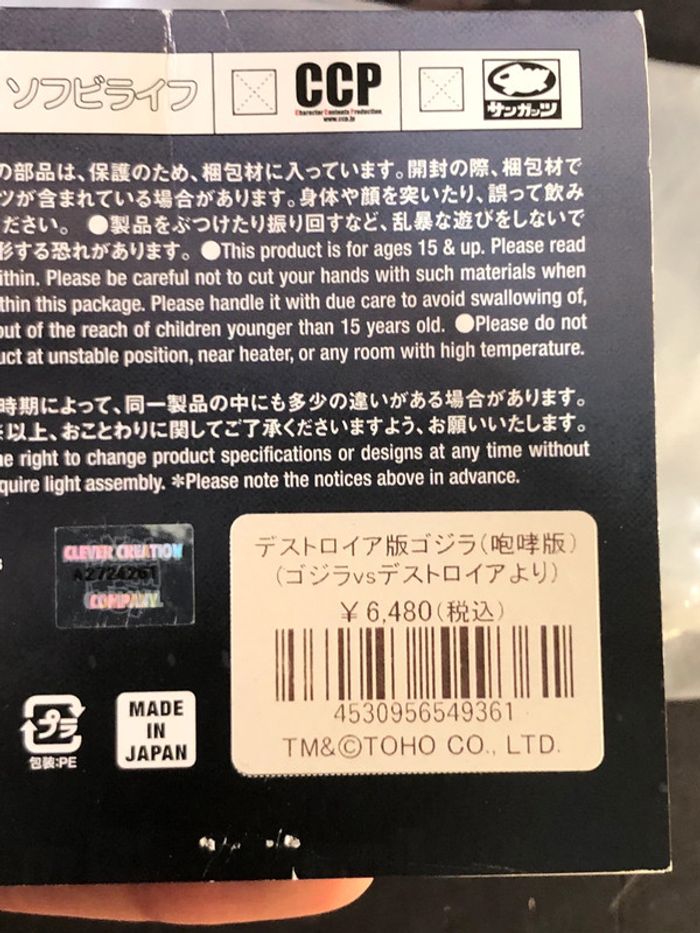 ソフビライフ
CCP
Character Contents Production
www.ccp.jp
サンガッツ
の部品は、保護のため、梱包材に入っています。開封の際、梱包材で
ツが含まれている場合があります。身体や顔を突いたり、誤って飲み
ださい。 ●製品をぶつけたり振り回すなど、乱暴な遊びをしないで
形する恐れがあります。 ●This product is for ages 15 & up. Please read
ithin. Please be careful not to cut your hands with such materials when
thin this package. Please handle it with due care to avoid swallowing of,
out of the reach of children younger than 15 years old. ●Please do not
uct at unstable position, near heater, or any room with high temperature.
時期によって、同一製品の中にも多少の違いがある場合があります。
※以上、おことわりに関してご了承くださいますよう、お願いいたします。
he right to change product specifications or designs at any time without
quire light assembly. *Please note the notices above in advance.
CLEVER CREATION
A2724261
COMPANY.
デストロイア版ゴジラ(咆哮版)
(ゴジラvsデストロイアより)
¥6,480(税込)
4530956549361
TM&©TOHO CO., LTD.
プラ
包装:PE
MADE
IN
JAPAN